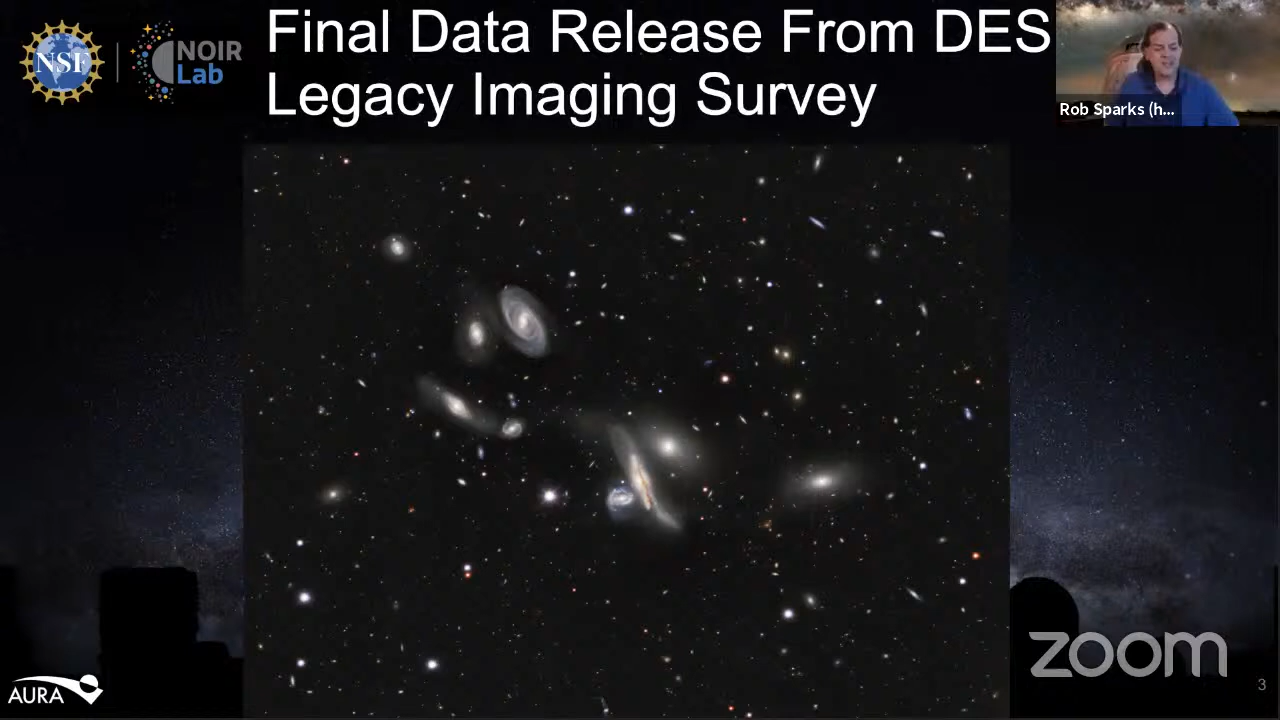 NSF
NOIR
Lab
Final Data Release From DES
Legacy Imaging Survey
Rob Sparks (h...
zoom
AURA
3